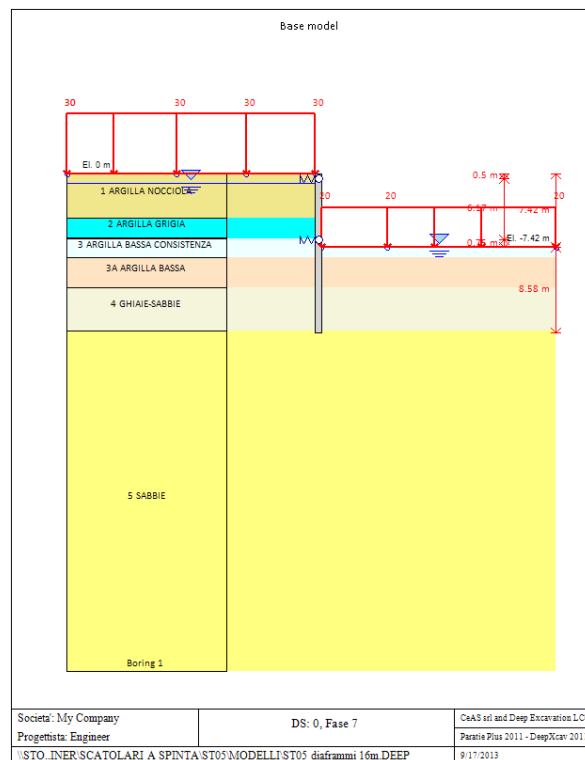 Base model
30 30 30 30
El. 0 m
0.5 m
1 ARGILLA NOCCIOLA
20 20 20
7.42 m
2 ARGILLA GRIGIA
El. -7.42 m
3 ARGILLA BASSA CONSISTENZA
3A ARGILLA BASSA
8.58 m
4 GHIAIE-SABBIE
5 SABBIE
Boring 1
Societa': My Company
Progettista: Engineer
DS: 0, Fase 7
CeAS srl and Deep Excavation LC
Paratie Plus 2011 - DeepXcav 2011
9/17/2013
\\STO..INER\SCATOLARI A SPINTA\ST05\MODELLI\ST05 diaframmi 16m.DEEP